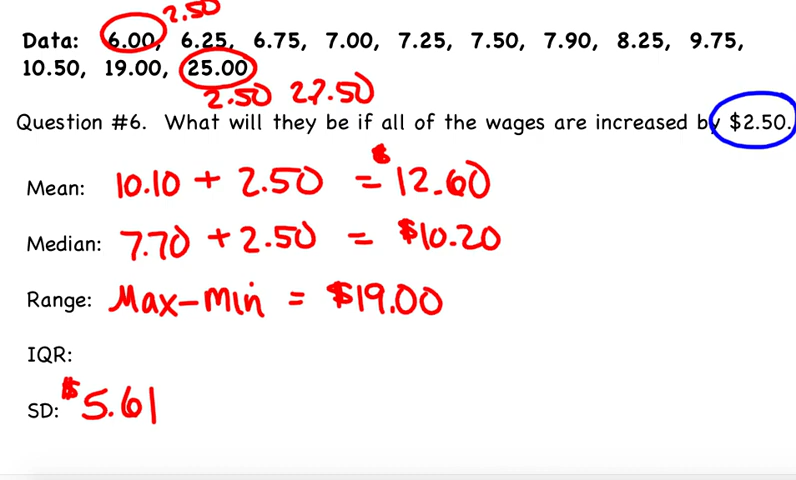 2.50
Data: 6.00, 6.25, 6.75, 7.00, 7.25, 7.50, 7.90, 8.25, 9.75,
10.50, 19.00, 25.00
2.50 27.50
Question #6. What will they be if all of the wages are increased by $2.50.
Mean: 10.10 + 2.50 = $12.60
Median: 7.70 + 2.50 = $10.20
Range: Max-min = $19.00
IQR:
SD: $5.61